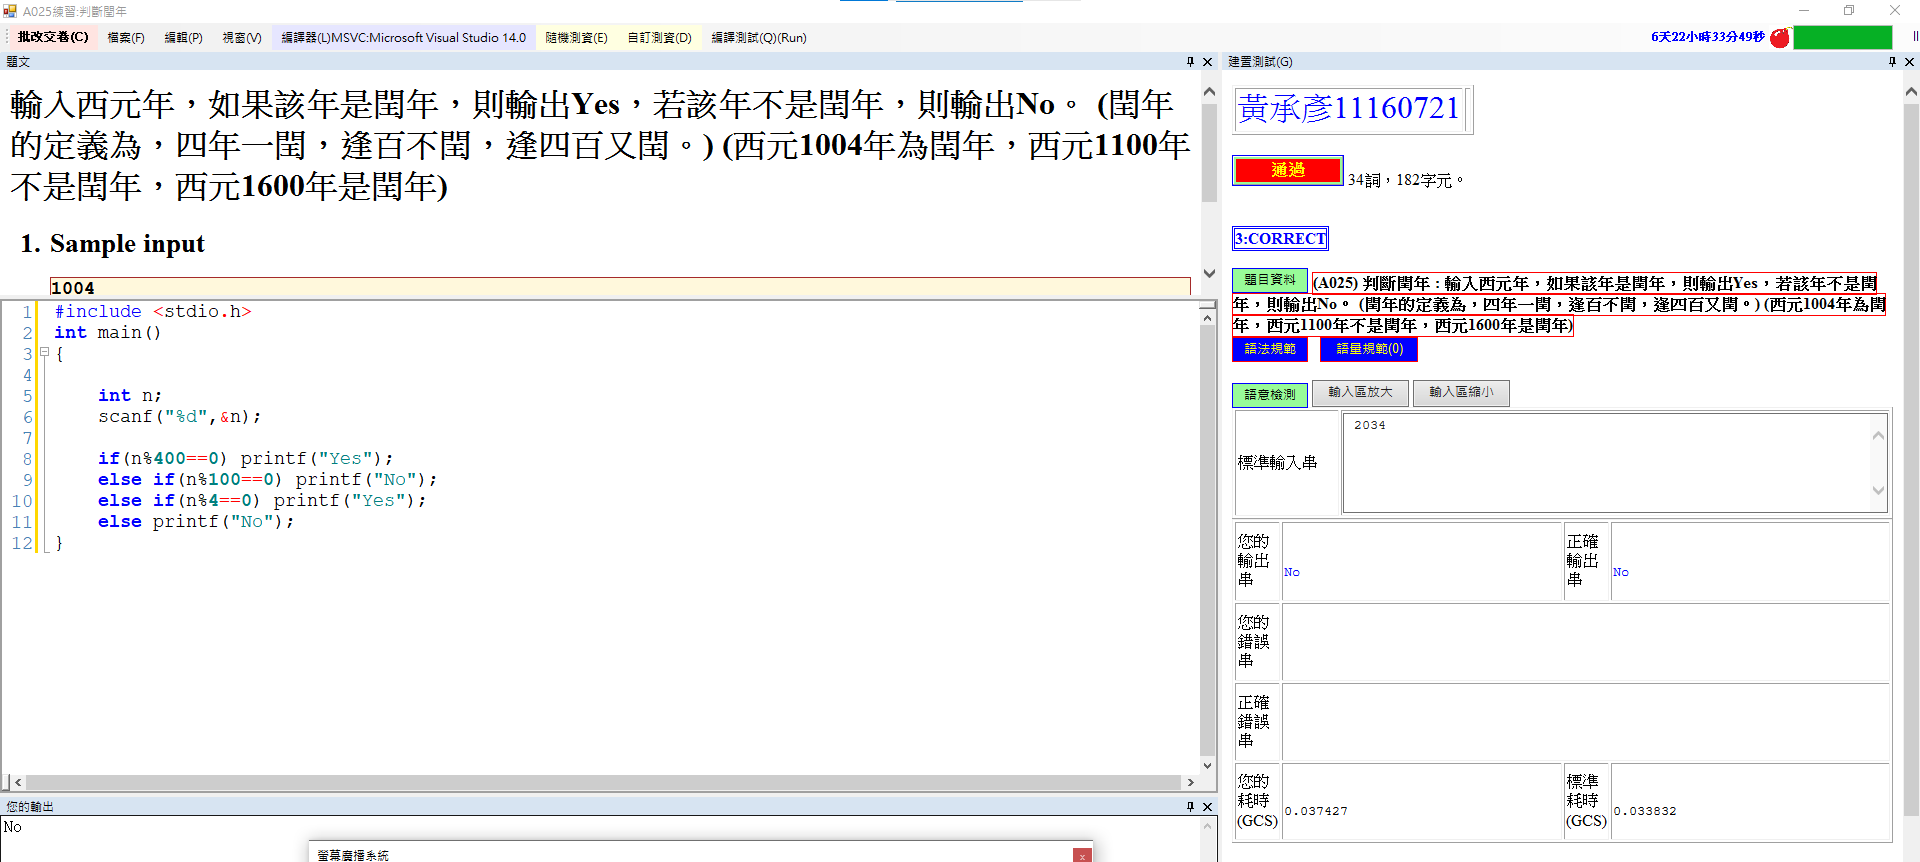 A025練習:判斷閏年
批改交卷(C) 檔案(F) 編輯(P) 視窗(V) 編譯器(L)MSVC:Microsoft Visual Studio 14.0 隨機測資(E) 自訂測資(D) 編譯測試(Q)(Run)
6天22小時33分49秒
題文
輸入西元年，如果該年是閏年，則輸出Yes，若該年不是閏年，則輸出No。 (閏年
的定義為，四年一閏，逢百不閏，逢四百又閏。) (西元1004年為閏年，西元1100年
不是閏年，西元1600年是閏年)
1. Sample input
1004
1 #include <stdio.h>
2 int main()
3 {
4
5 int n;
6 scanf("%d",&n);
7
8 if(n%400==0) printf("Yes");
9 else if(n%100==0) printf("No");
10 else if(n%4==0) printf("Yes");
11 else printf("No");
12 }
您的輸出
No
螢幕廣播系統
建置測試(G)
黃承彥11160721
通過 34詞，182字元。
3:CORRECT
題目資料 (A025) 判斷閏年 : 輸入西元年，如果該年是閏年，則輸出Yes，若該年不是閏
年，則輸出No。 (閏年的定義為，四年一閏，逢百不閏，逢四百又閏。) (西元1004年為閏
年，西元1100年不是閏年，西元1600年是閏年)
語法規範 語量規範(0)
語意檢測 輸入區放大 輸入區縮小
標準輸入串 2034
您的
輸出
串
No
正確
輸出
串
No
您的
錯誤
串
正確
錯誤
串
您的
耗時
(GCS)
0.037427
標準
耗時
(GCS)
0.033832